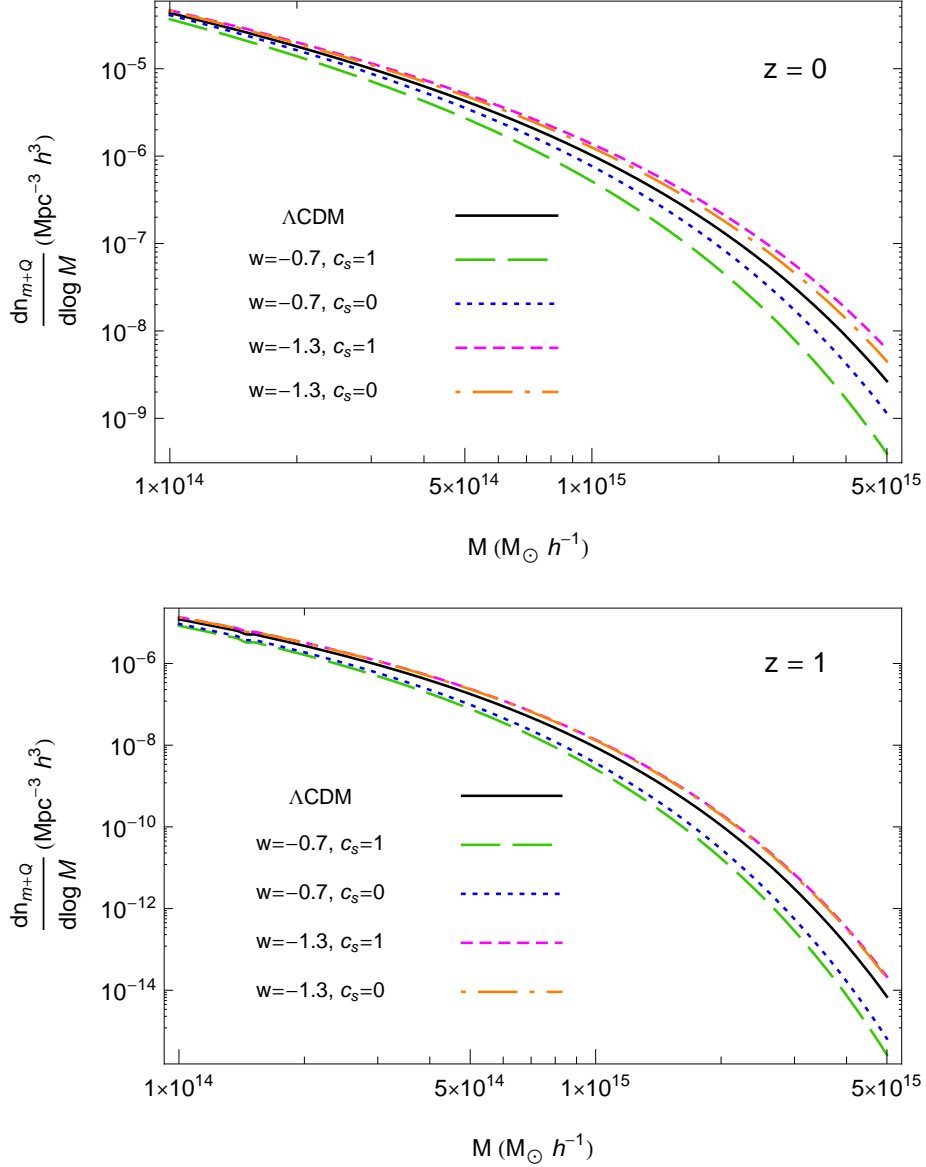 z = 0
10⁻⁵
10⁻⁶
10⁻⁷
10⁻⁸
10⁻⁹
dn_{m+Q}
dlog M
(Mpc⁻³ h³)
ΛCDM
w=−0.7, c_s=1
w=−0.7, c_s=0
w=−1.3, c_s=1
w=−1.3, c_s=0
1×10¹⁴
5×10¹⁴
1×10¹⁵
5×10¹⁵
M (M_⊙ h⁻¹)
z = 1
10⁻⁶
10⁻⁸
10⁻¹⁰
10⁻¹²
10⁻¹⁴
dn_{m+Q}
dlog M
(Mpc⁻³ h³)
ΛCDM
w=−0.7, c_s=1
w=−0.7, c_s=0
w=−1.3, c_s=1
w=−1.3, c_s=0
1×10¹⁴
5×10¹⁴
1×10¹⁵
5×10¹⁵
M (M_⊙ h⁻¹)